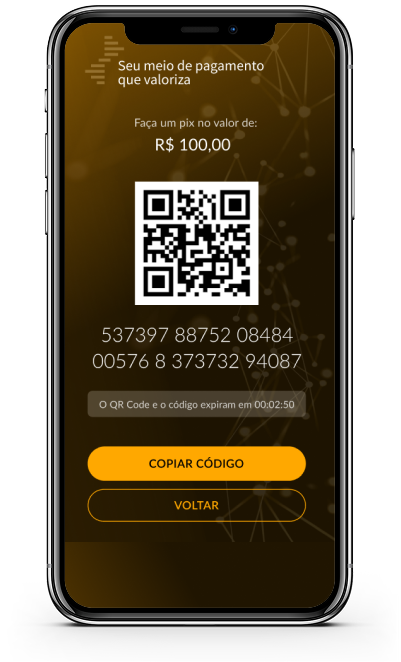 Seu meio de pagamento
que valoriza
Faça um pix no valor de:
R$ 100,00
537397 88752 08484
00576 8 373732 94087
O QR Code e o código expiram em 00:02:50
COPIAR CÓDIGO
VOLTAR